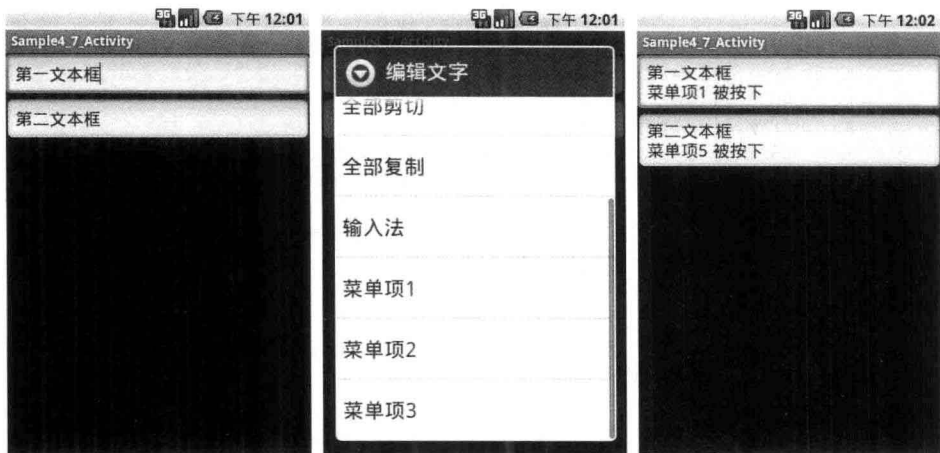 下午 12:01
Sample4_7_Activity
第一文本框
第二文本框
下午 12:01
编辑文字
全部剪切
全部复制
输入法
菜单项1
菜单项2
菜单项3
下午 12:02
Sample4_7_Activity
第一文本框
菜单项1 被按下
第二文本框
菜单项5 被按下